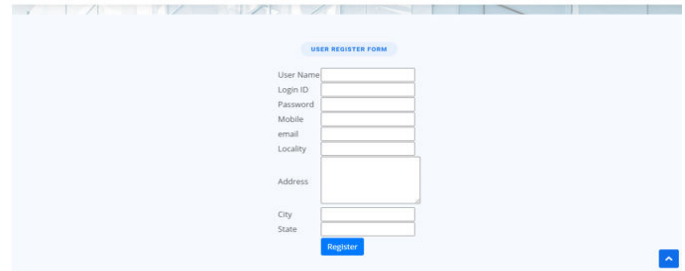 USER REGISTER FORM
User Name
Login ID
Password
Mobile
email
Locality
Address
City
State
Register